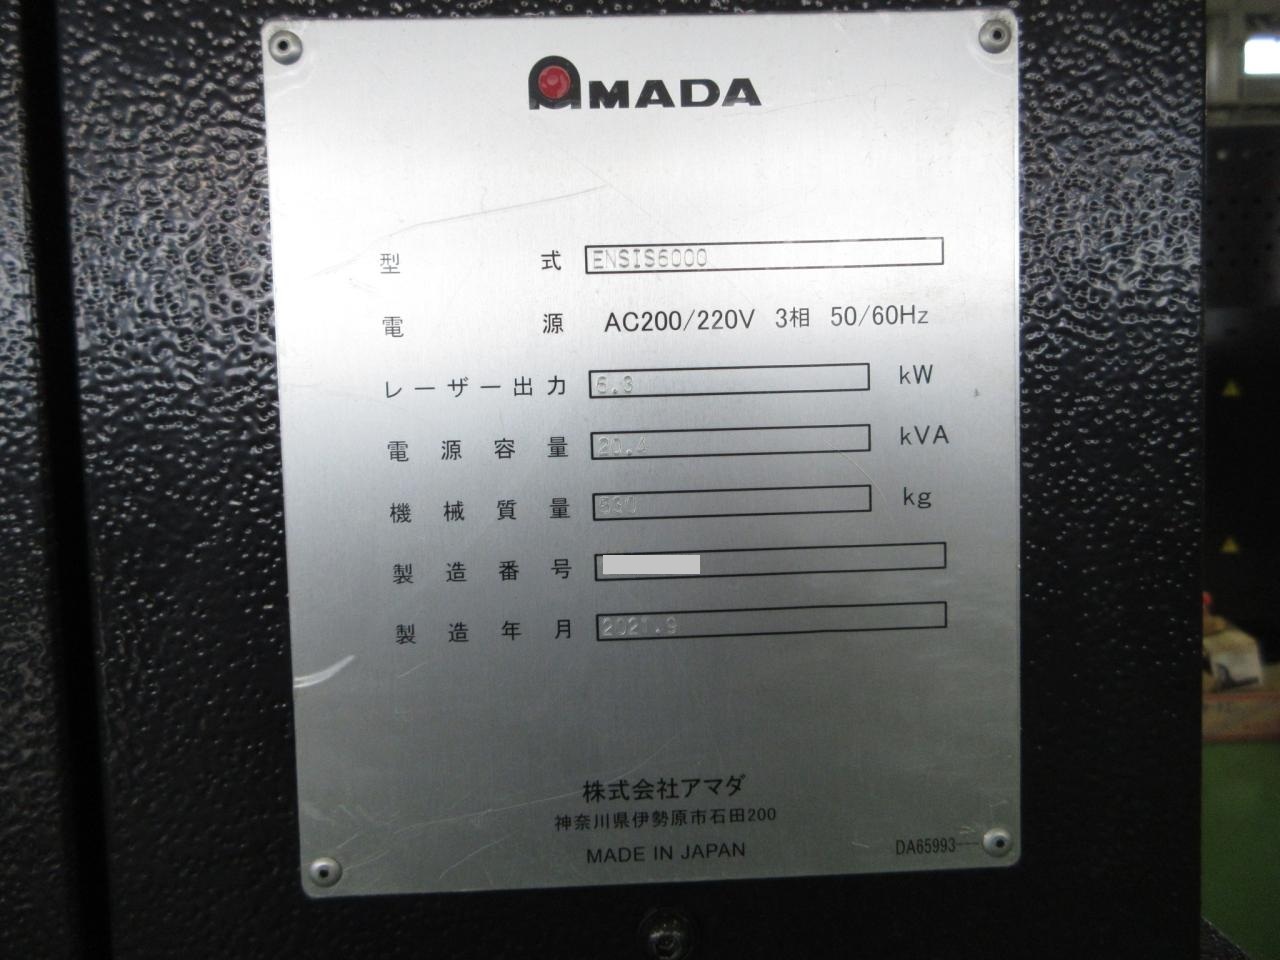 AMADA
型式 ENSIS6000
電源 AC200/220V 3相 50/60Hz
レーザー出力 6.3 kW
電源容量 20.4 kVA
機械質量 530 kg
製造番号
製造年月 2021.9
株式会社アマダ
神奈川県伊勢原市石田200
MADE IN JAPAN
DA65993